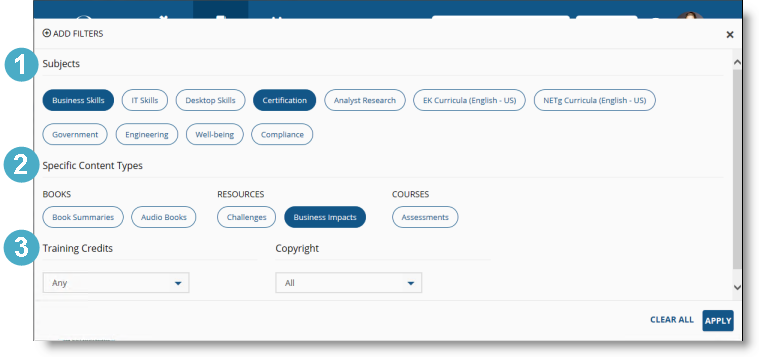 ADD FILTERS
1
Subjects
Business Skills IT Skills Desktop Skills Certification Analyst Research EK Curricula (English - US) NETg Curricula (English - US)
Government Engineering Well-being Compliance
2
Specific Content Types
BOOKS RESOURCES COURSES
Book Summaries Audio Books Challenges Business Impacts Assessments
3
Training Credits Copyright
Any All
CLEAR ALL APPLY